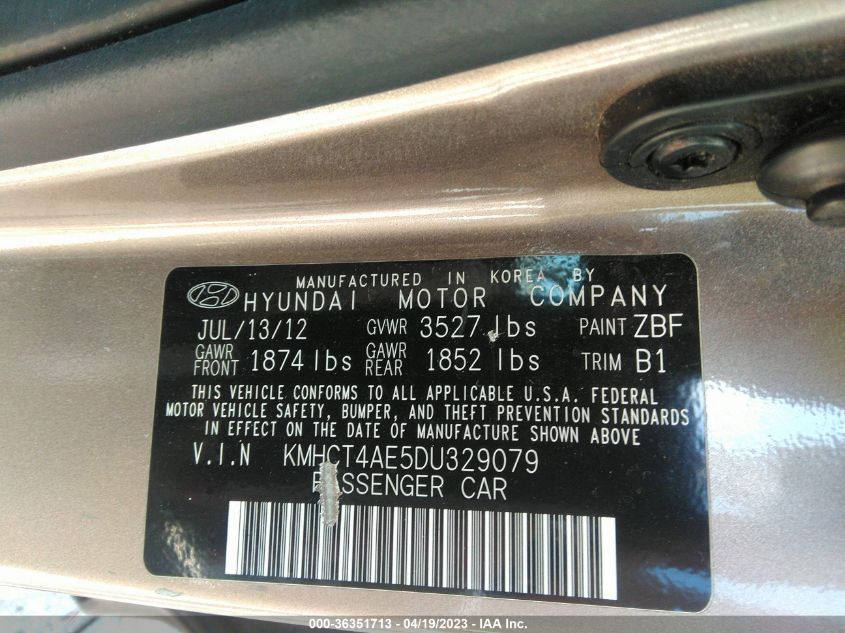 MANUFACTURED IN KOREA BY
HYUNDAI MOTOR COMPANY
JUL/13/12 GVWR 3527 lbs PAINT ZBF
GAWR FRONT 1874 lbs GAWR REAR 1852 lbs TRIM B1
THIS VEHICLE CONFORMS TO ALL APPLICABLE U.S.A. FEDERAL
MOTOR VEHICLE SAFETY, BUMPER, AND THEFT PREVENTION STANDARDS
IN EFFECT ON THE DATE OF MANUFACTURE SHOWN ABOVE
V.I.N KMHCT4AE5DU329079
PASSENGER CAR
000-36351713 - 04/19/2023 - IAA Inc.